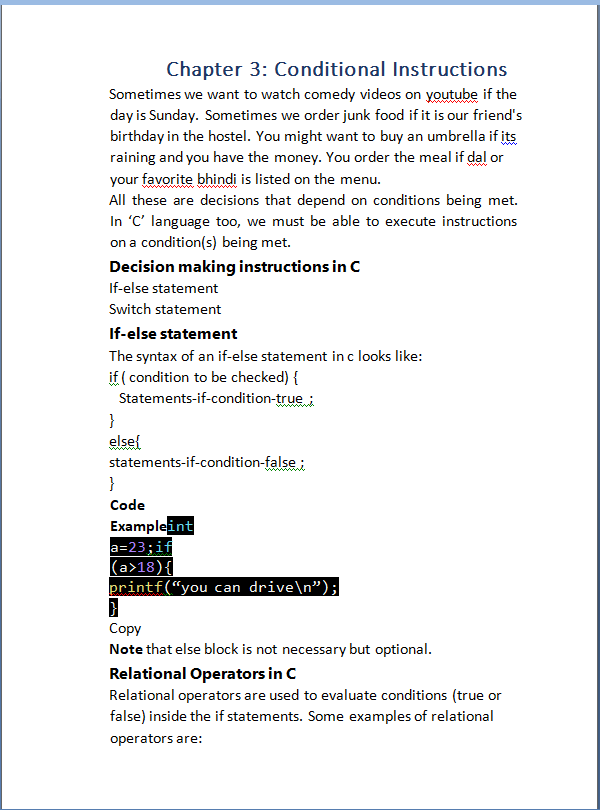 Chapter 3: Conditional Instructions
Sometimes we want to watch comedy videos on youtube if the
day is Sunday. Sometimes we order junk food if it is our friend's
birthday in the hostel. You might want to buy an umbrella if its
raining and you have the money. You order the meal if dal or
your favorite bhindi is listed on the menu.
All these are decisions that depend on conditions being met.
In ‘C’ language too, we must be able to execute instructions
on a condition(s) being met.
Decision making instructions in C
If-else statement
Switch statement
If-else statement
The syntax of an if-else statement in c looks like:
if ( condition to be checked) {
Statements-if-condition-true ;
}
else{
statements-if-condition-false ;
}
Code
Exampleint
a=23;if
(a>18){
printf(“you can drive\n”);
}
Copy
Note that else block is not necessary but optional.
Relational Operators in C
Relational operators are used to evaluate conditions (true or
false) inside the if statements. Some examples of relational
operators are: